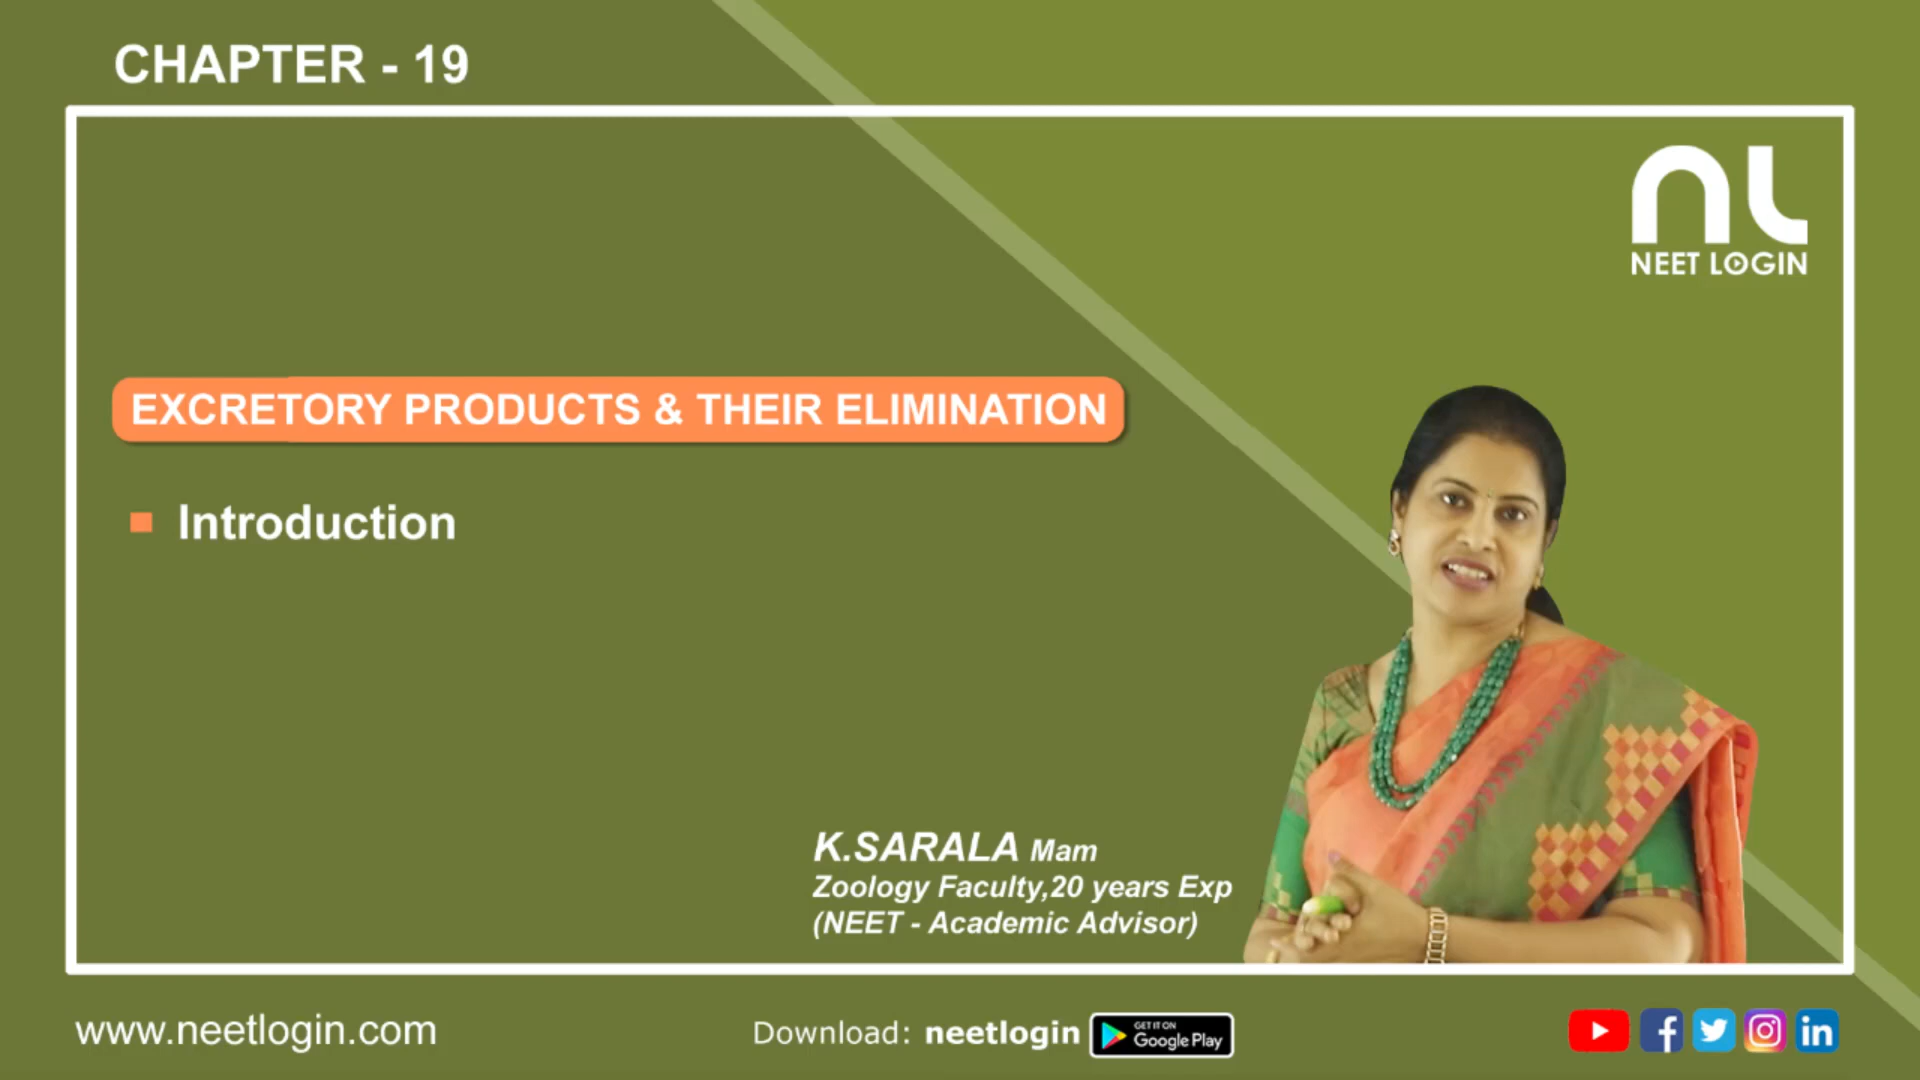 CHAPTER - 19
nl
NEET LOGIN
EXCRETORY PRODUCTS & THEIR ELIMINATION
Introduction
K.SARALA Mam
Zoology Faculty,20 years Exp
(NEET - Academic Advisor)
www.neetlogin.com
Download: neetlogin
GET IT ON
Google Play